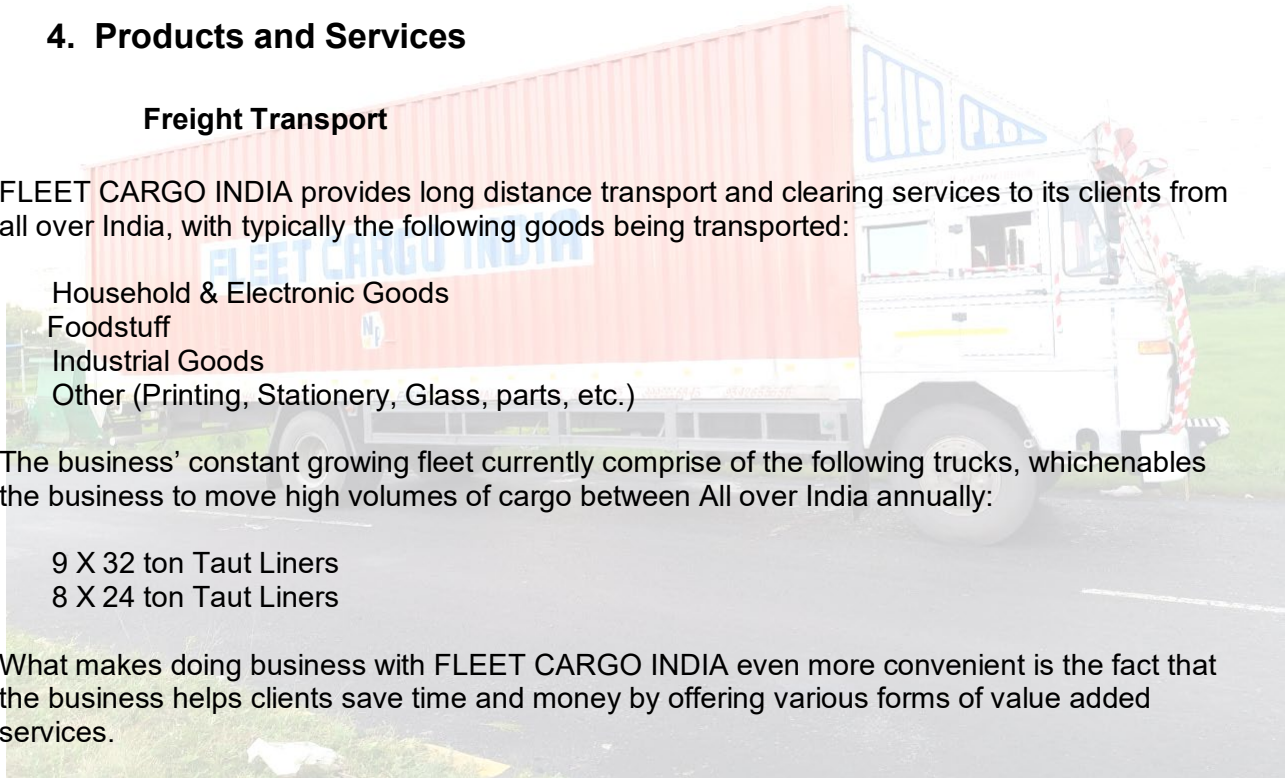 4. Products and Services
Freight Transport
FLEET CARGO INDIA provides long distance transport and clearing services to its clients from
all over India, with typically the following goods being transported:
FLEET CARGO INDIA
Household & Electronic Goods
Foodstuff
Industrial Goods
Other (Printing, Stationery, Glass, parts, etc.)
The business’ constant growing fleet currently comprise of the following trucks, whichenables
the business to move high volumes of cargo between All over India annually:
9 X 32 ton Taut Liners
8 X 24 ton Taut Liners
What makes doing business with FLEET CARGO INDIA even more convenient is the fact that
the business helps clients save time and money by offering various forms of value added
services.